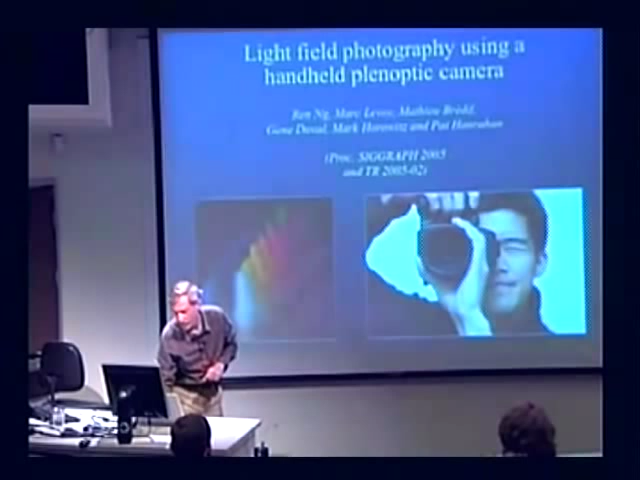 Light field photography using a
handheld plenoptic camera
Ren Ng, Marc Levoy, Mathieu Brédif,
Gene Duval, Mark Horowitz and Pat Hanrahan
(Proc. SIGGRAPH 2005
and TR 2005-02)